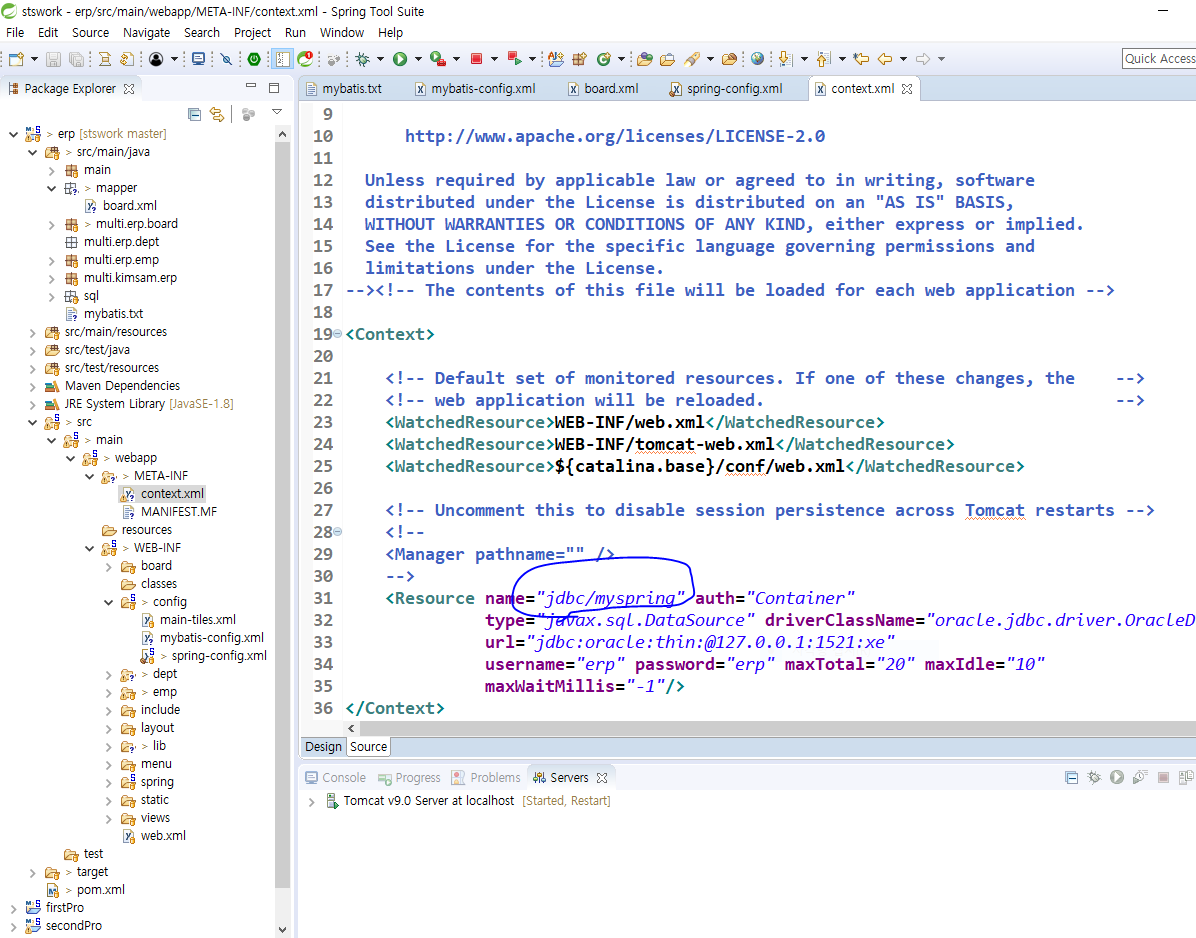 stswork - erp/src/main/webapp/META-INF/context.xml - Spring Tool Suite
File Edit Source Navigate Search Project Run Window Help
Quick Access
Package Explorer
erp [stswork master]
src/main/java
main
> mapper
board.xml
> multi.erp.board
multi.erp.dept
multi.erp.emp
multi.kimsam.erp
sql
mybatis.txt
src/main/resources
src/test/java
src/test/resources
Maven Dependencies
JRE System Library [JavaSE-1.8]
> src
> main
> webapp
> META-INF
context.xml
MANIFEST.MF
resources
> WEB-INF
board
classes
> config
main-tiles.xml
mybatis-config.xml
> spring-config.xml
> dept
> emp
include
layout
> lib
menu
spring
static
views
web.xml
test
> target
> pom.xml
firstPro
secondPro
mybatis.txt mybatis-config.xml board.xml spring-config.xml context.xml
9
10 http://www.apache.org/licenses/LICENSE-2.0
11
12 Unless required by applicable law or agreed to in writing, software
13 distributed under the License is distributed on an "AS IS" BASIS,
14 WITHOUT WARRANTIES OR CONDITIONS OF ANY KIND, either express or implied.
15 See the License for the specific language governing permissions and
16 limitations under the License.
17 --><!-- The contents of this file will be loaded for each web application -->
18
19 <Context>
20
21 <!-- Default set of monitored resources. If one of these changes, the -->
22 <!-- web application will be reloaded. -->
23 <WatchedResource>WEB-INF/web.xml</WatchedResource>
24 <WatchedResource>WEB-INF/tomcat-web.xml</WatchedResource>
25 <WatchedResource>${catalina.base}/conf/web.xml</WatchedResource>
26
27 <!-- Uncomment this to disable session persistence across Tomcat restarts -->
28 <!--
29 <Manager pathname="" />
30 -->
31 <Resource name="jdbc/myspring" auth="Container"
32 type="javax.sql.DataSource" driverClassName="oracle.jdbc.driver.OracleD
33 url="jdbc:oracle:thin:@127.0.0.1:1521:xe"
34 username="erp" password="erp" maxTotal="20" maxIdle="10"
35 maxWaitMillis="-1"/>
36 </Context>
Design Source
Console Progress Problems Servers
Tomcat v9.0 Server at localhost [Started, Restart]